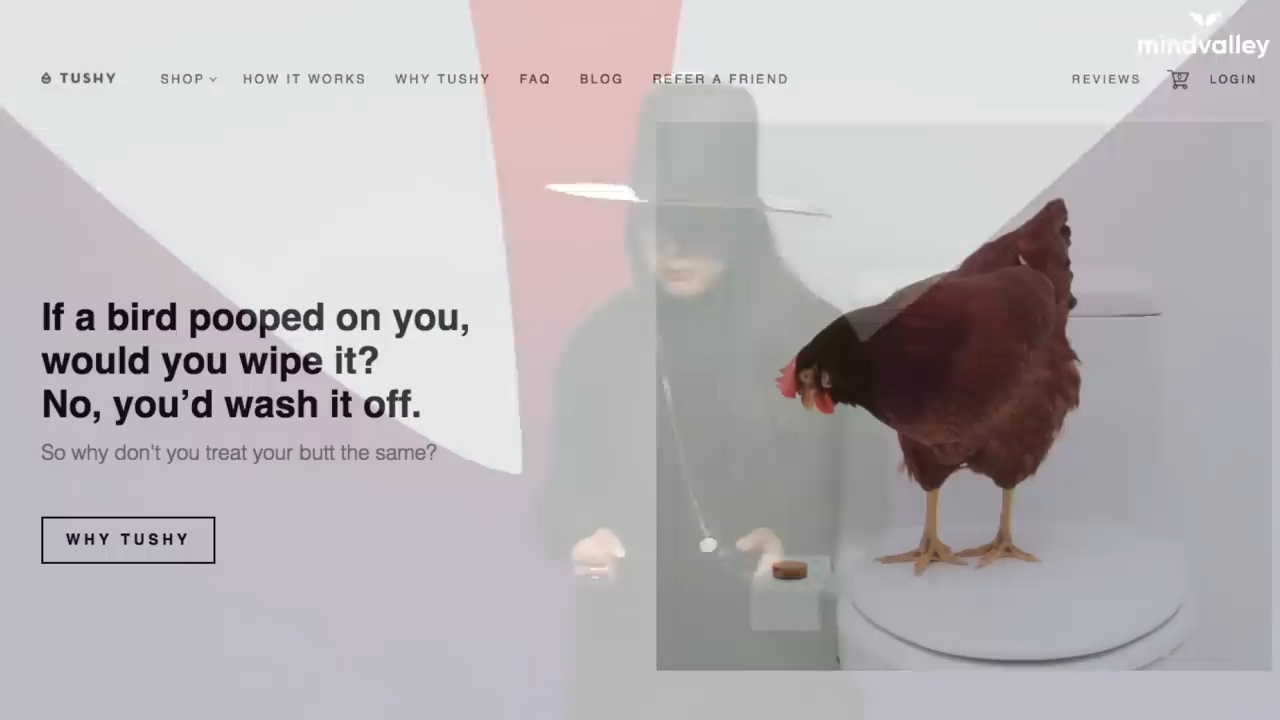 mindvalley
TUSHY SHOP HOW IT WORKS WHY TUSHY FAQ BLOG REFER A FRIEND REVIEWS 0 LOGIN
If a bird pooped on you,
would you wipe it?
No, you’d wash it off.
So why don't you treat your butt the same?
WHY TUSHY